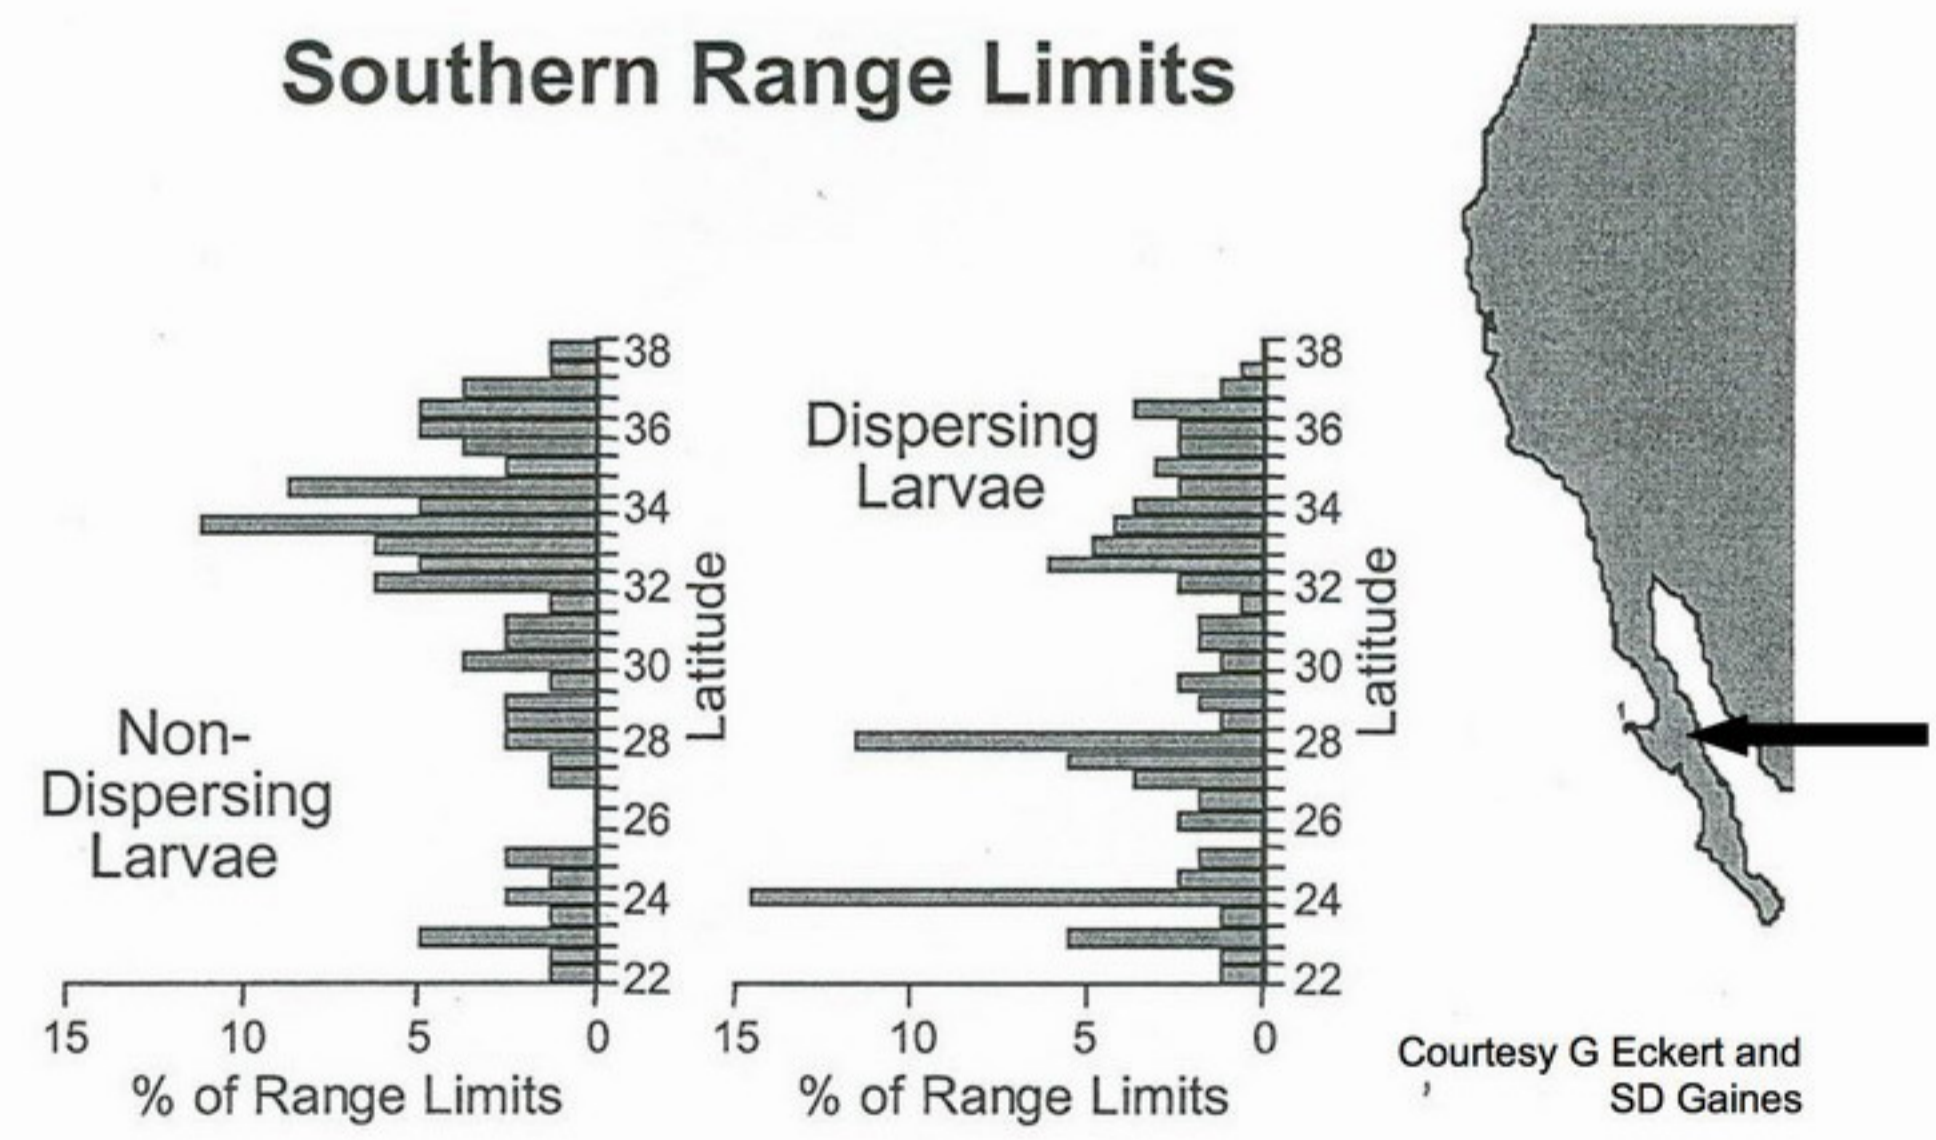 Southern Range Limits
38
36
34
32
30
28
26
24
22
Latitude
Non-
Dispersing
Larvae
15
10
5
0
% of Range Limits
38
36
34
32
30
28
26
24
22
Latitude
Dispersing
Larvae
15
10
5
0
% of Range Limits
Courtesy G Eckert and
SD Gaines